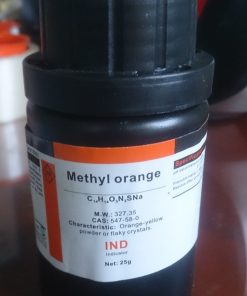 Methyl orange
C₁₄H₁₄O₃N₃SNa
M.W.: 327.35
CAS: 547-58-0
Characteristic: Orange-yellow
powder or flaky crystals.
IND
Indicated
Net: 25g